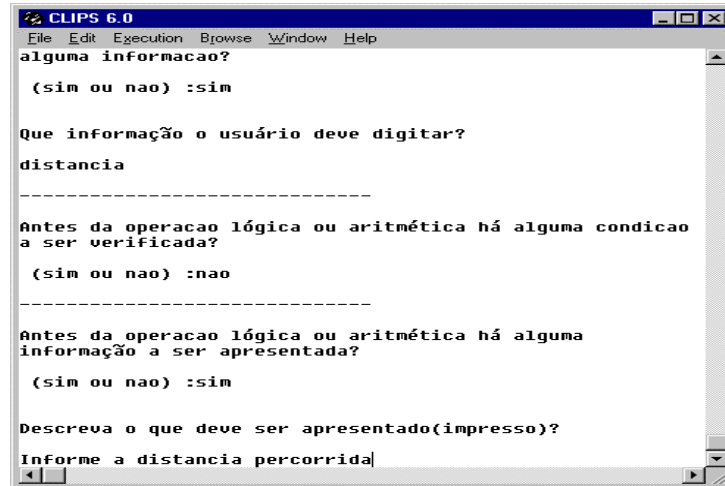 CLIPS 6.0
File Edit Execution Browse Window Help
alguma informacao?
(sim ou nao) :sim
Que informação o usuário deve digitar?
distancia
------------------------------
Antes da operacao lógica ou aritmética há alguma condicao
a ser verificada?
(sim ou nao) :nao
------------------------------
Antes da operacao lógica ou aritmética há alguma
informação a ser apresentada?
(sim ou nao) :sim
Descreva o que deve ser apresentado(impresso)?
Informe a distancia percorrida